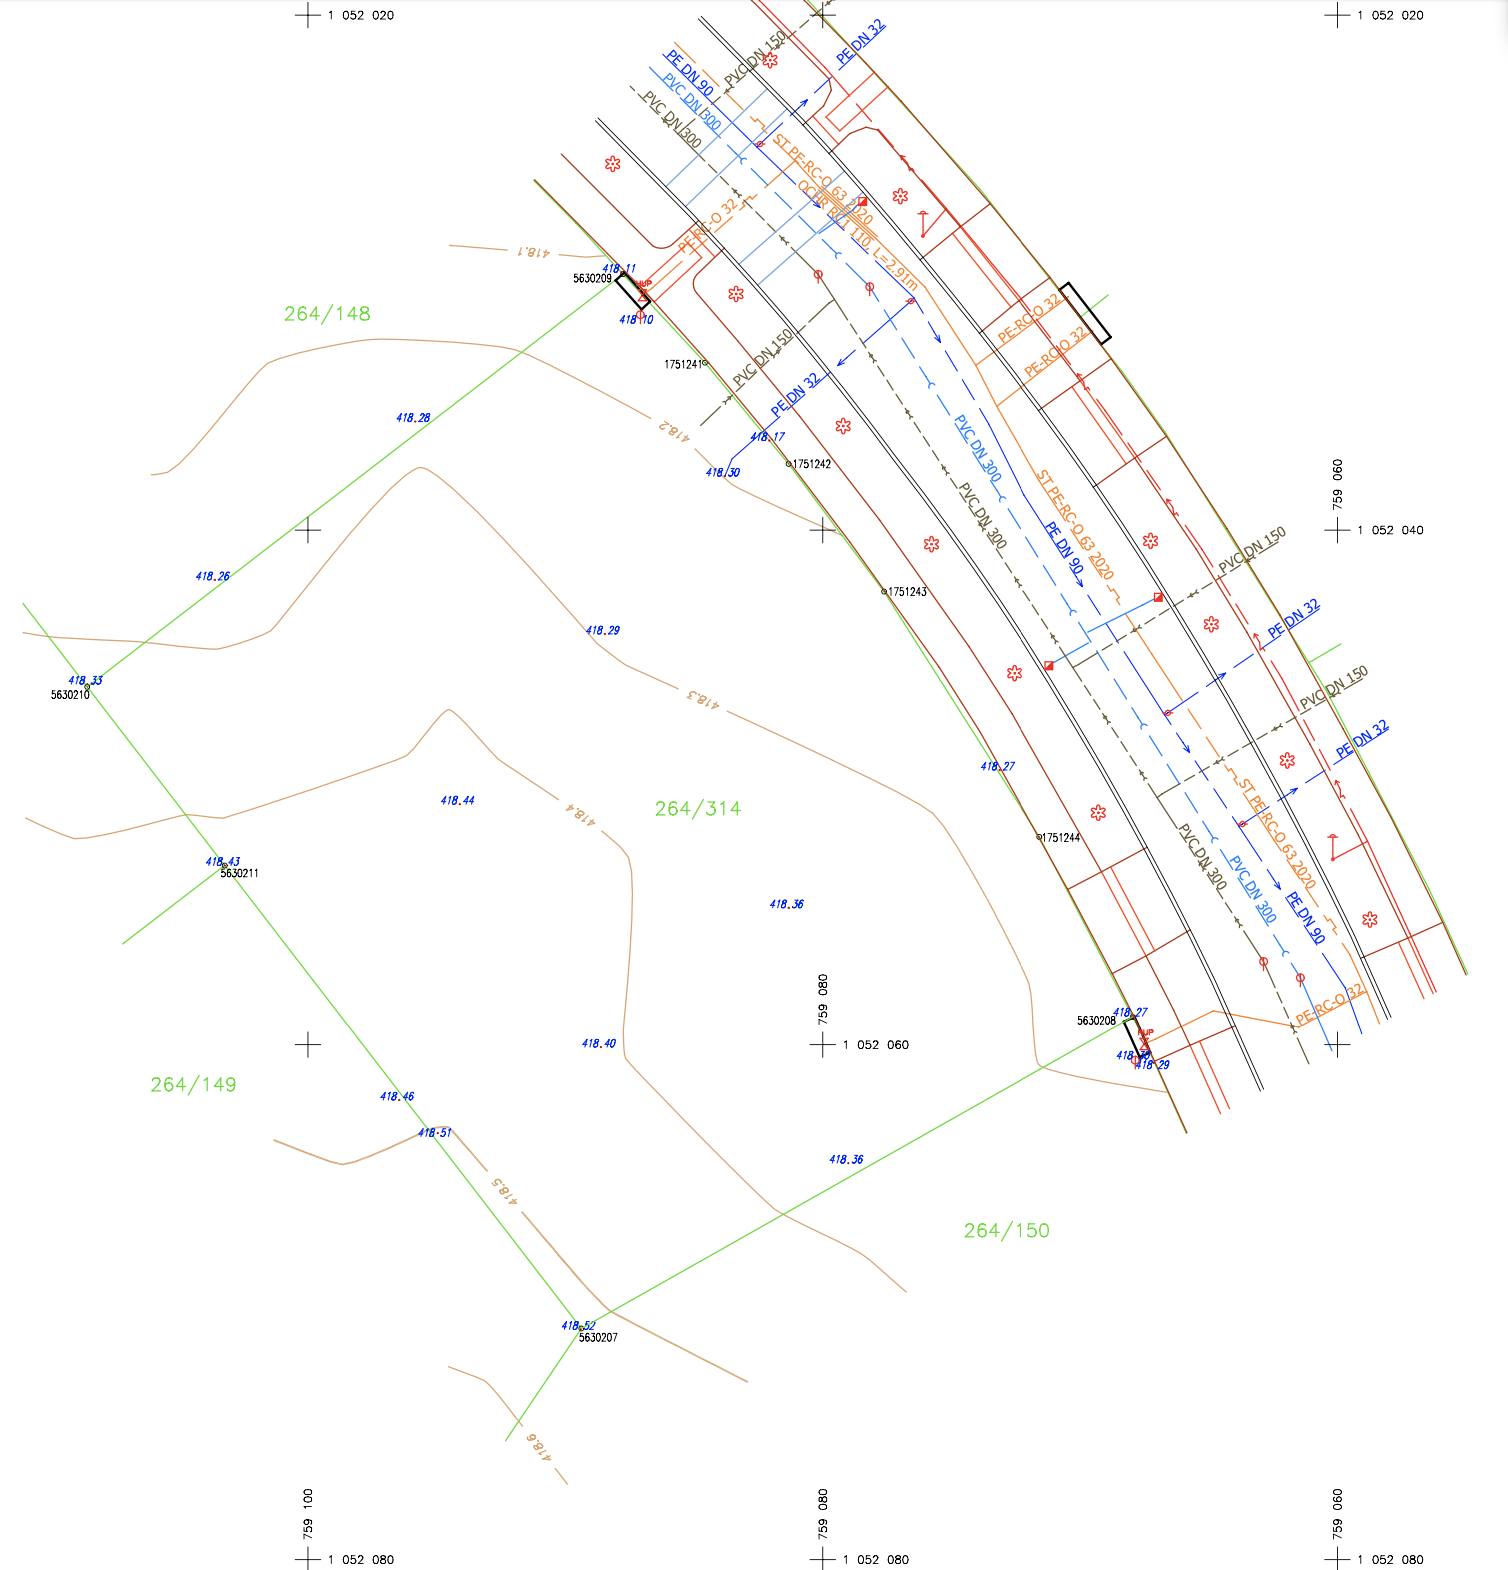 1 052 020
1 052 020
1 052 020
PE DN 32
PVC DN 150
PE DN 90
PVC DN 300
PVC DN 300
ST PE-RC-O 63 2020
OCHR RC1 110, L=2.91m
PE-RC-O 32
418.1
418.11
5630209
HUP
418.10
264/148
PE-RC-O 32
PE-RC-O 32
1751241
PVC DN 150
PE DN 32
418.28
418.2
418.17
418.30
1751242
PVC DN 300
PVC DN 300
ST PE-RC-O 63 2020
PE DN 90
759 060
1 052 040
PVC DN 150
418.26
1751243
PE DN 32
418.29
418.33
5630210
418.3
PVC DN 150
PE DN 32
418.27
418.44
418.4
264/314
1751244
ST PE-RC-O 63 2020
PVC DN 300
PVC DN 300
PE DN 90
418.43
5630211
418.36
759 080
418.27
5630208
PE-RC-O 32
HUP
418.40
1 052 060
418.29
264/149
418.46
418.51
418.36
418.5
264/150
418.52
5630207
418.6
759 100
759 080
759 060
1 052 080
1 052 080
1 052 080